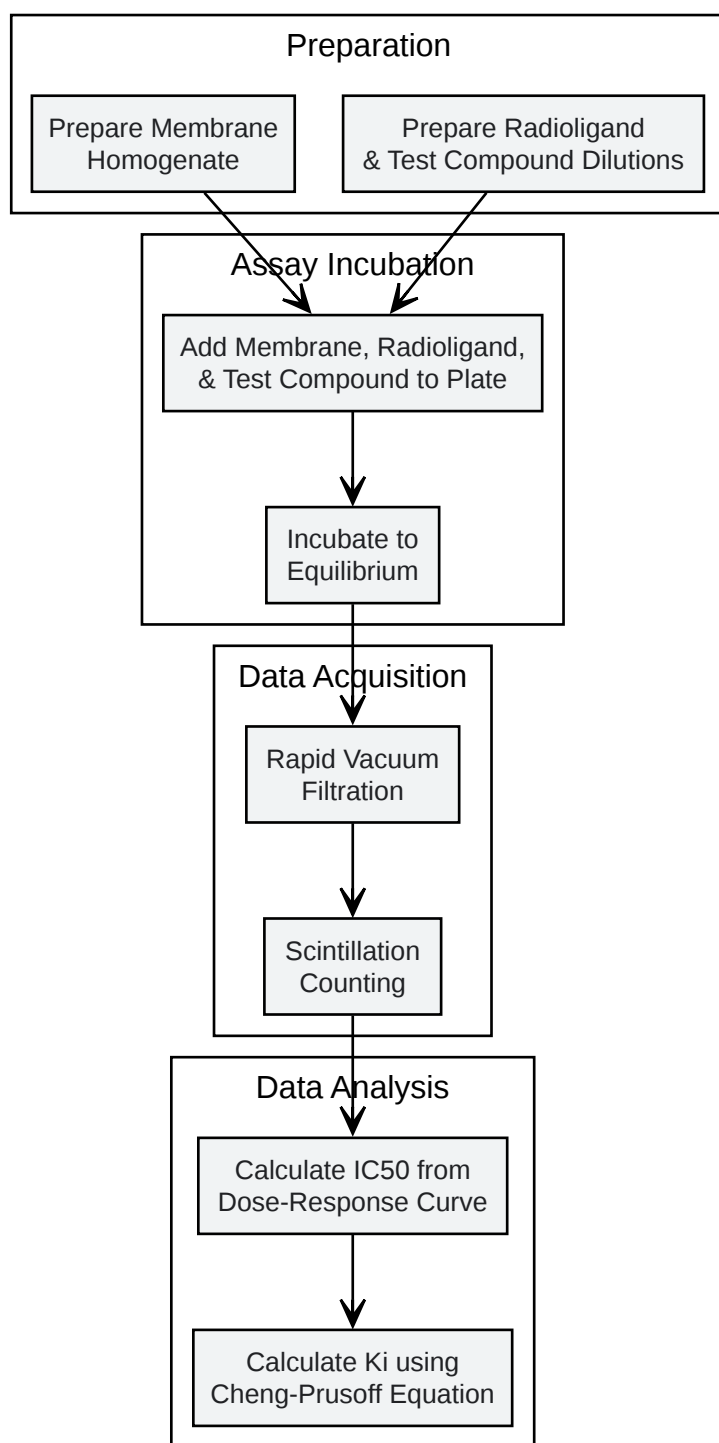 Preparation
Prepare Membrane
Homogenate
Prepare Radioligand
& Test Compound Dilutions
Assay Incubation
Add Membrane, Radioligand,
& Test Compound to Plate
Incubate to
Equilibrium
Data Acquisition
Rapid Vacuum
Filtration
Scintillation
Counting
Data Analysis
Calculate IC50 from
Dose-Response Curve
Calculate Ki using
Cheng-Prusoff Equation